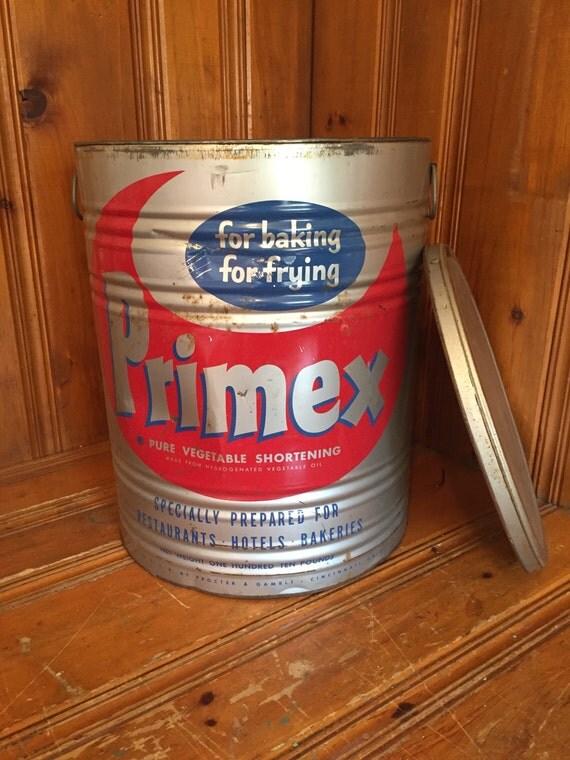 for baking
for frying
Primex
PURE VEGETABLE SHORTENING
MADE FROM HYDROGENATED VEGETABLE OIL
SPECIALLY PREPARED FOR
RESTAURANTS · HOTELS · BAKERIES
NET WEIGHT ONE HUNDRED TEN POUNDS
BY PROCTER & GAMBLE · CINCINNATI